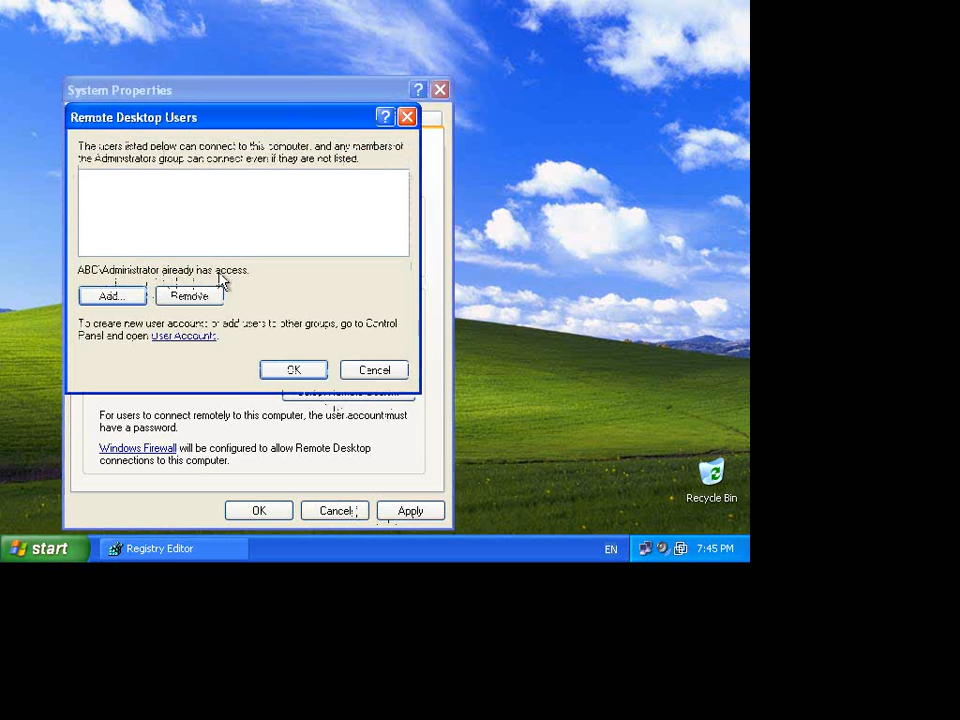 System Properties
Remote Desktop Users
The users listed below can connect to this computer, and any members of
the Administrators group can connect even if they are not listed.
ABC\Administrator already has access.
Add...
Remove
To create new user accounts or add users to other groups, go to Control
Panel and open User Accounts.
OK
Cancel
For users to connect remotely to this computer, the user account must
have a password.
Windows Firewall will be configured to allow Remote Desktop
connections to this computer.
OK
Cancel
Apply
Recycle Bin
start
Registry Editor
EN
7:45 PM